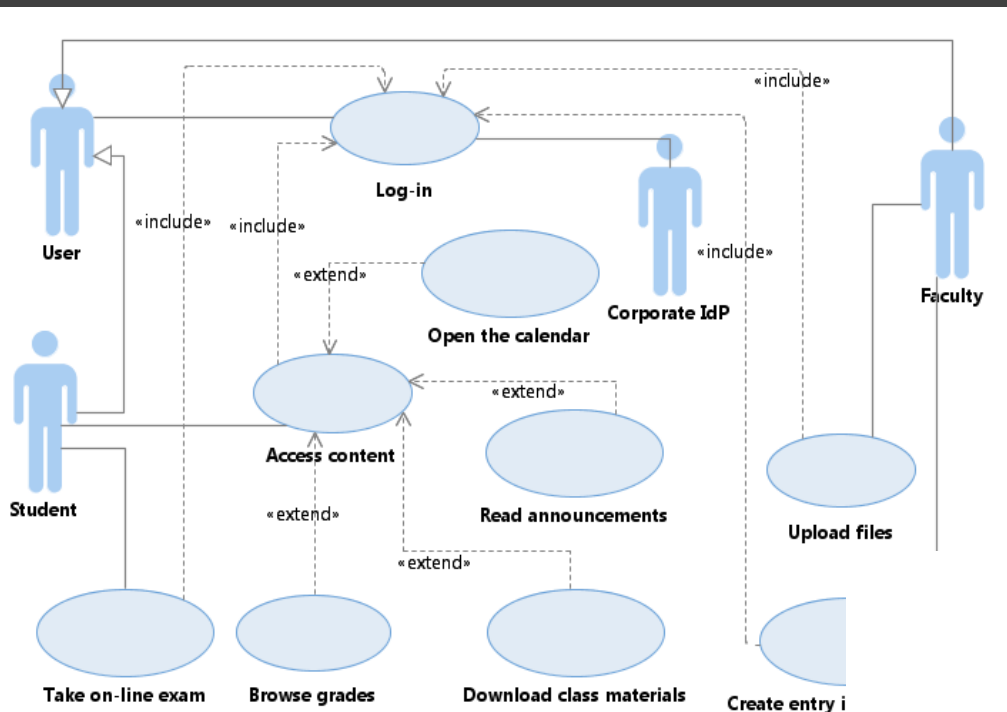 «include»
Log-in
«include»
«include»
User
«include»
«extend»
Corporate IdP
Faculty
Open the calendar
«extend»
Access content
Student
«extend»
Read announcements
Upload files
«extend»
Take on-line exam
Browse grades
Download class materials
Create entry i